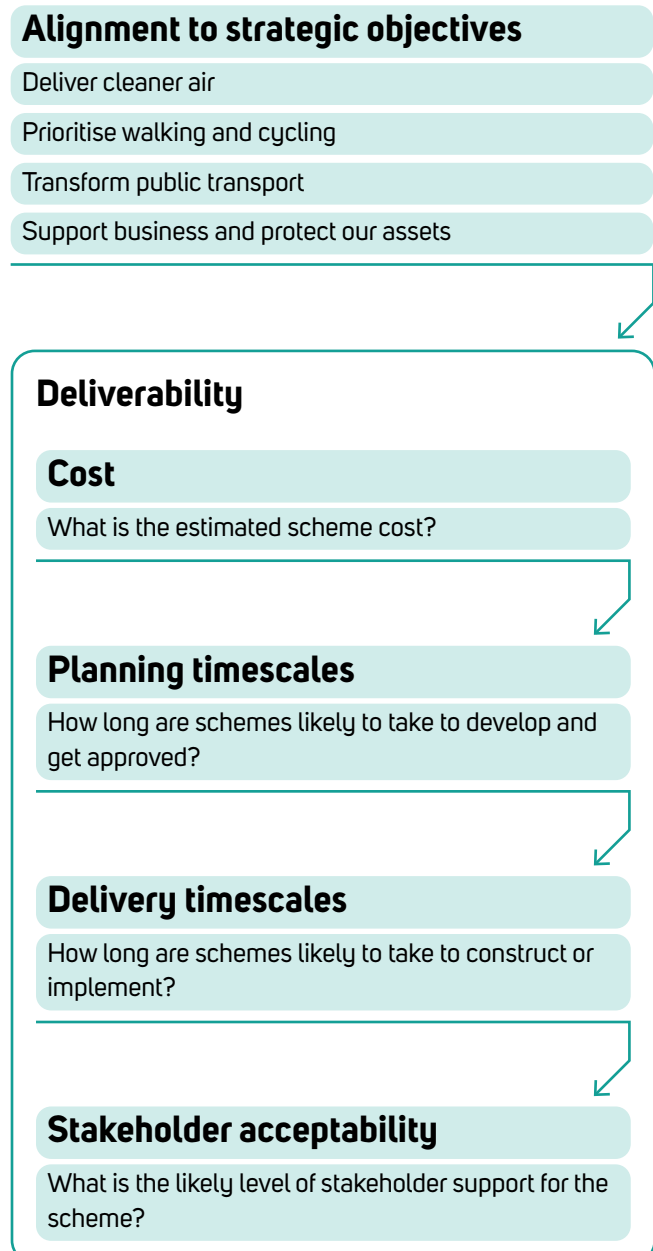 Alignment to strategic objectives
Deliver cleaner air
Prioritise walking and cycling
Transform public transport
Support business and protect our assets
Deliverability
Cost
What is the estimated scheme cost?
Planning timescales
How long are schemes likely to take to develop and
get approved?
Delivery timescales
How long are schemes likely to take to construct or
implement?
Stakeholder acceptability
What is the likely level of stakeholder support for the
scheme?